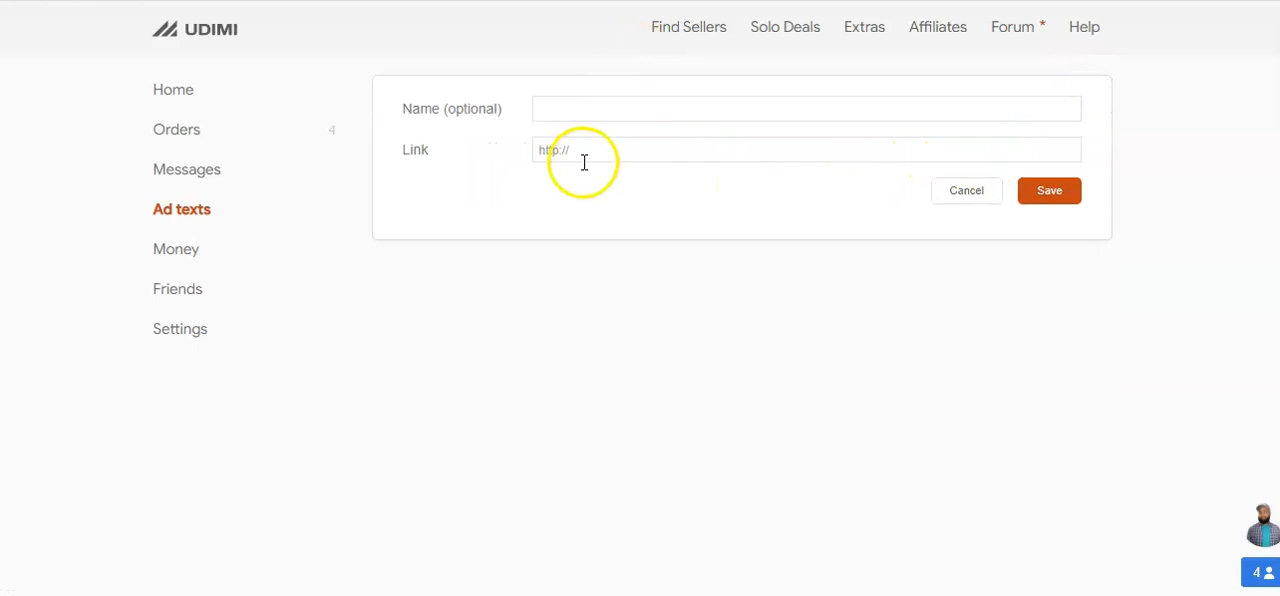 UDIMI
Find Sellers Solo Deals Extras Affiliates Forum * Help
Home
Orders 4
Messages
Ad texts
Money
Friends
Settings
Name (optional)
Link http://
Cancel Save
4